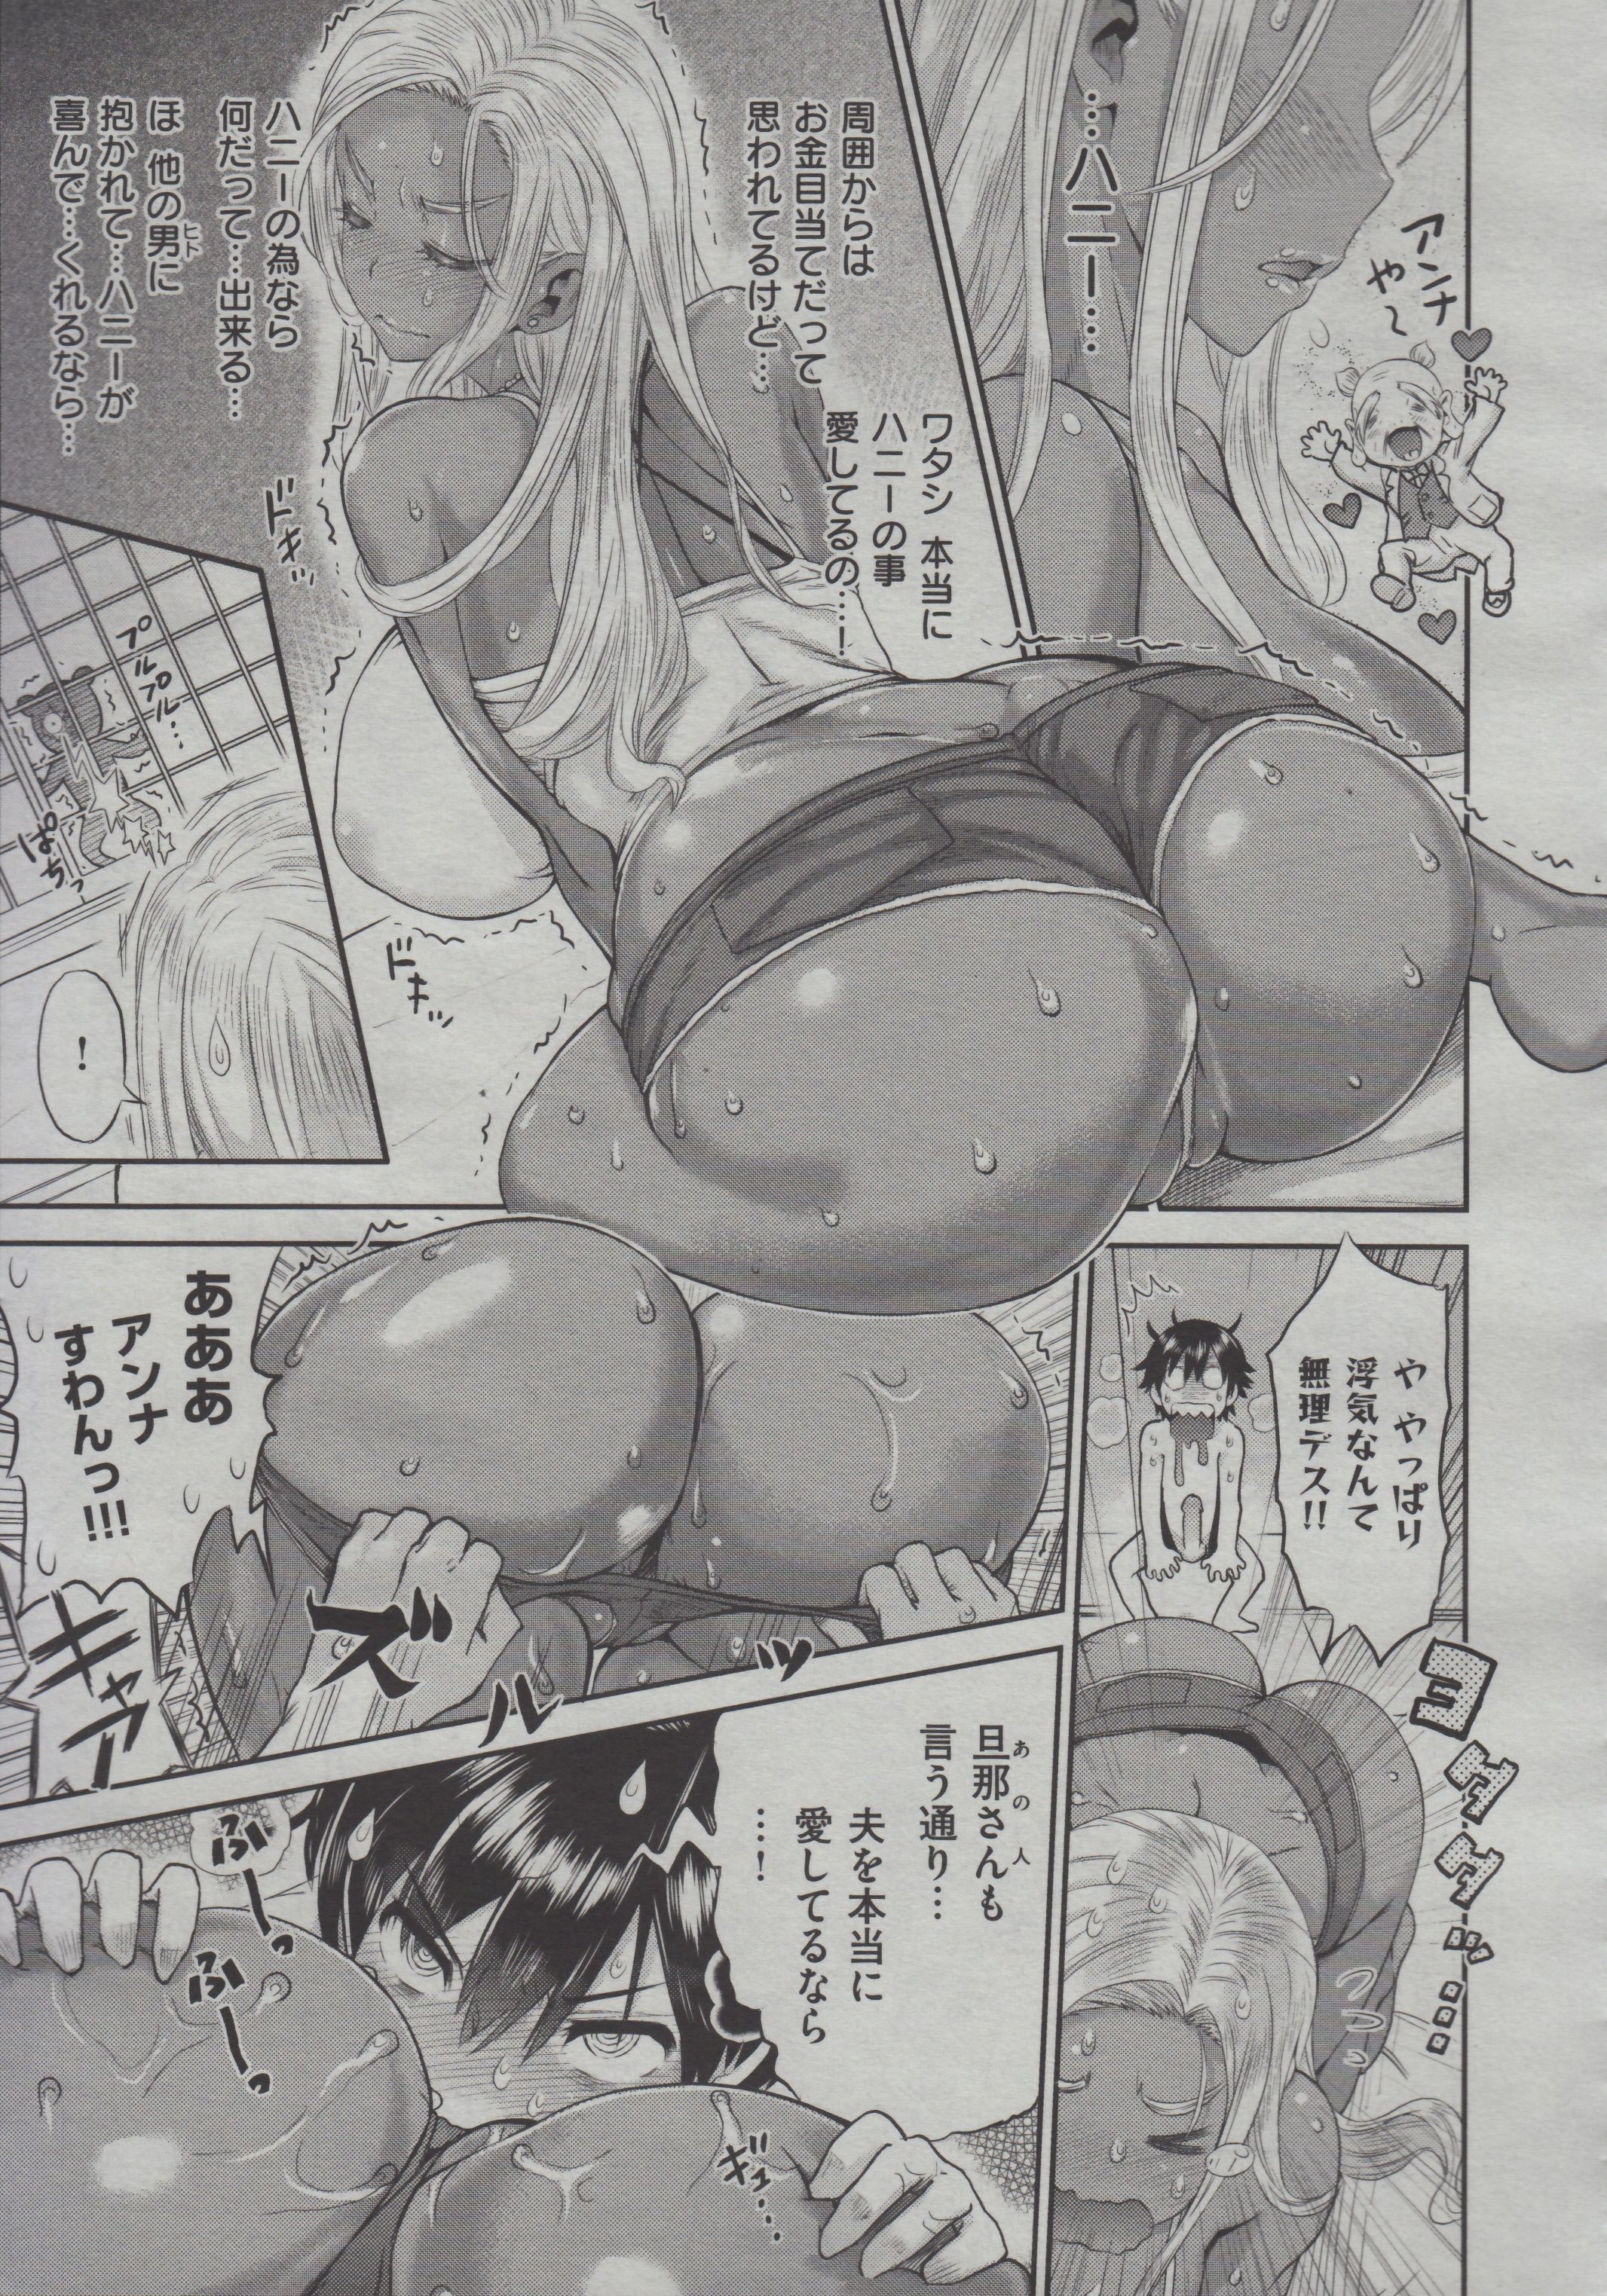 …ハニー…
アンナ
や〜
周囲からは
お金目当てだって
思われてるけど…
ワタシ 本当に
ハニーの事
愛してるの…!
ハニーの為なら
何だって…出来る…
ほ 他の男に
ヒト
抱かれて…ハニーが
喜んで…くれるなら…
ドキッ
ドキッ
プルプル…
ぱちっ
!
や やっぱり
浮気なんて
無理デス!!
ヨタタッ…
あああ
アンナ
すわんっ!!!
キャア
ズルッ
旦那さんも
あの人
言う通り…
夫を本当に
愛してるなら
…!
ふーっ
ふーっ
ギュ…